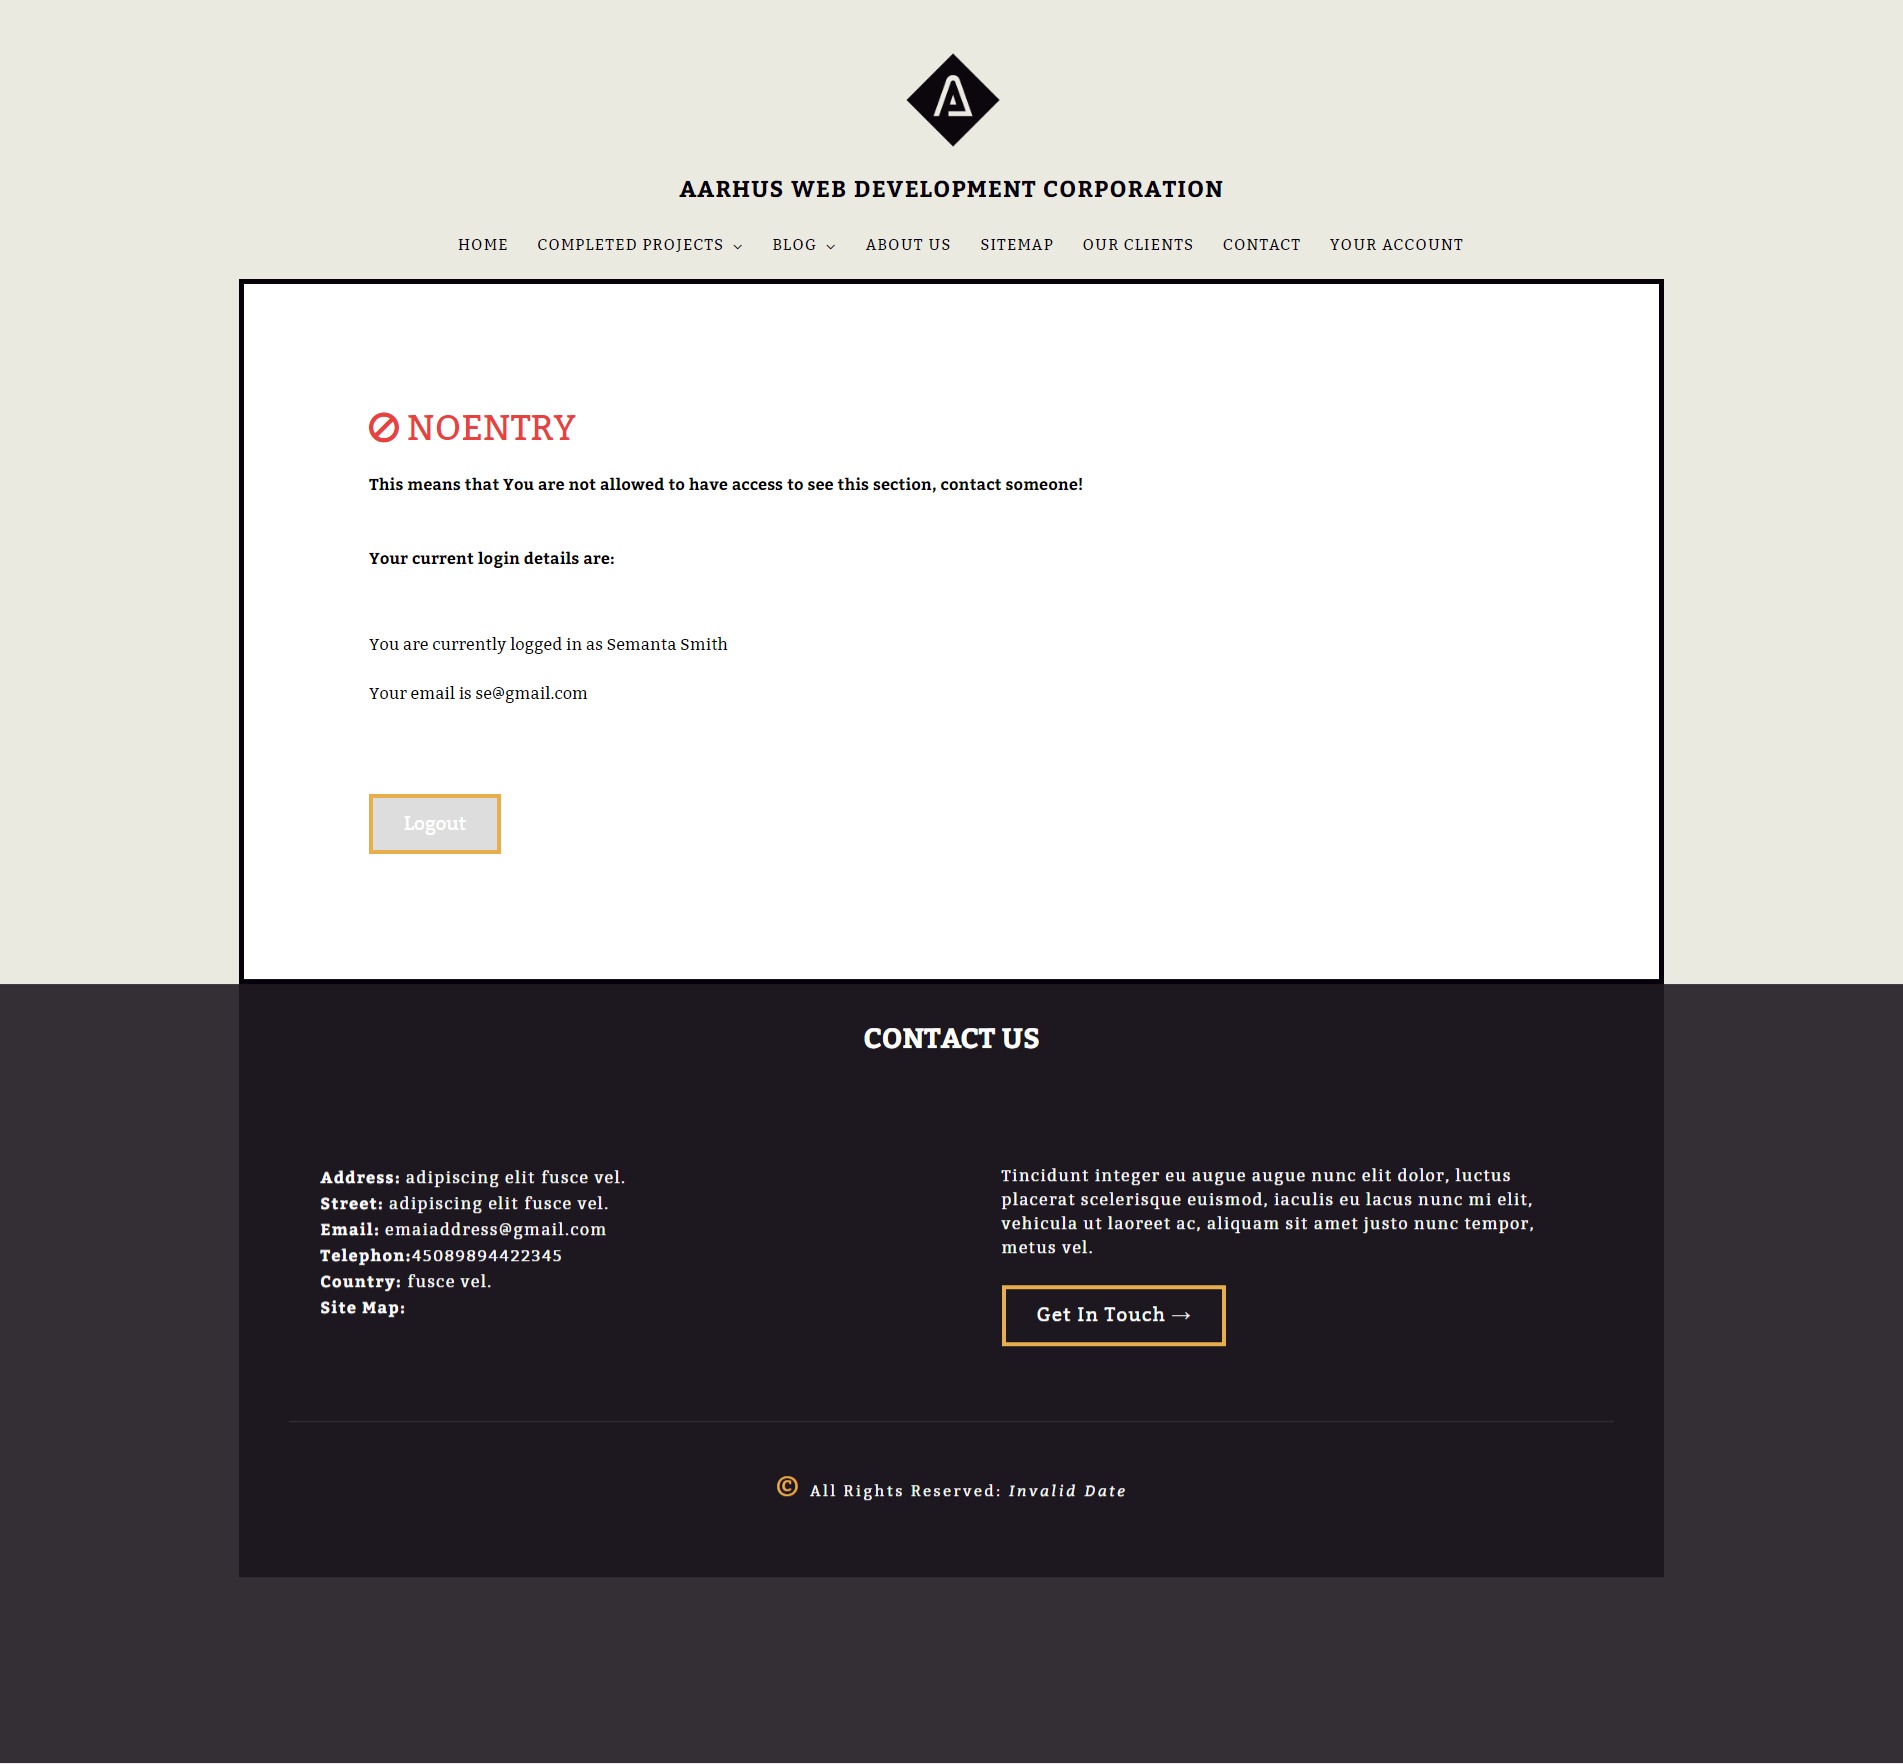 A
AARHUS WEB DEVELOPMENT CORPORATION
HOME COMPLETED PROJECTS BLOG ABOUT US SITEMAP OUR CLIENTS CONTACT YOUR ACCOUNT
NOENTRY
This means that You are not allowed to have access to see this section, contact someone!
Your current login details are:
You are currently logged in as Semanta Smith
Your email is se@gmail.com
Logout
CONTACT US
Address: adipiscing elit fusce vel.
Street: adipiscing elit fusce vel.
Email: emaiaddress@gmail.com
Telephon:45089894422345
Country: fusce vel.
Site Map:
Tincidunt integer eu augue augue nunc elit dolor, luctus
placerat scelerisque euismod, iaculis eu lacus nunc mi elit,
vehicula ut laoreet ac, aliquam sit amet justo nunc tempor,
metus vel.
Get In Touch →
© All Rights Reserved: Invalid Date